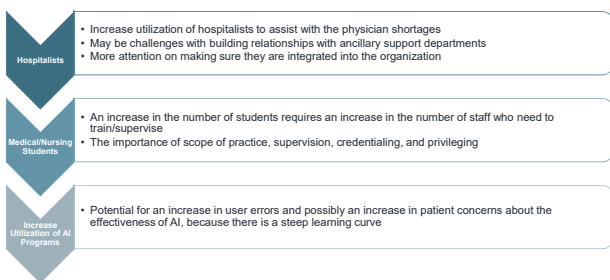 Hospitalists
• Increase utilization of hospitalists to assist with the physician shortages
• May be challenges with building relationships with ancillary support departments
• More attention on making sure they are integrated into the organization
Medical/Nursing
Students
• An increase in the number of students requires an increase in the number of staff who need to
train/supervise
• The importance of scope of practice, supervision, credentialing, and privileging
Increase
Utilization of AI
Programs
• Potential for an increase in user errors and possibly an increase in patient concerns about the
effectiveness of AI, because there is a steep learning curve